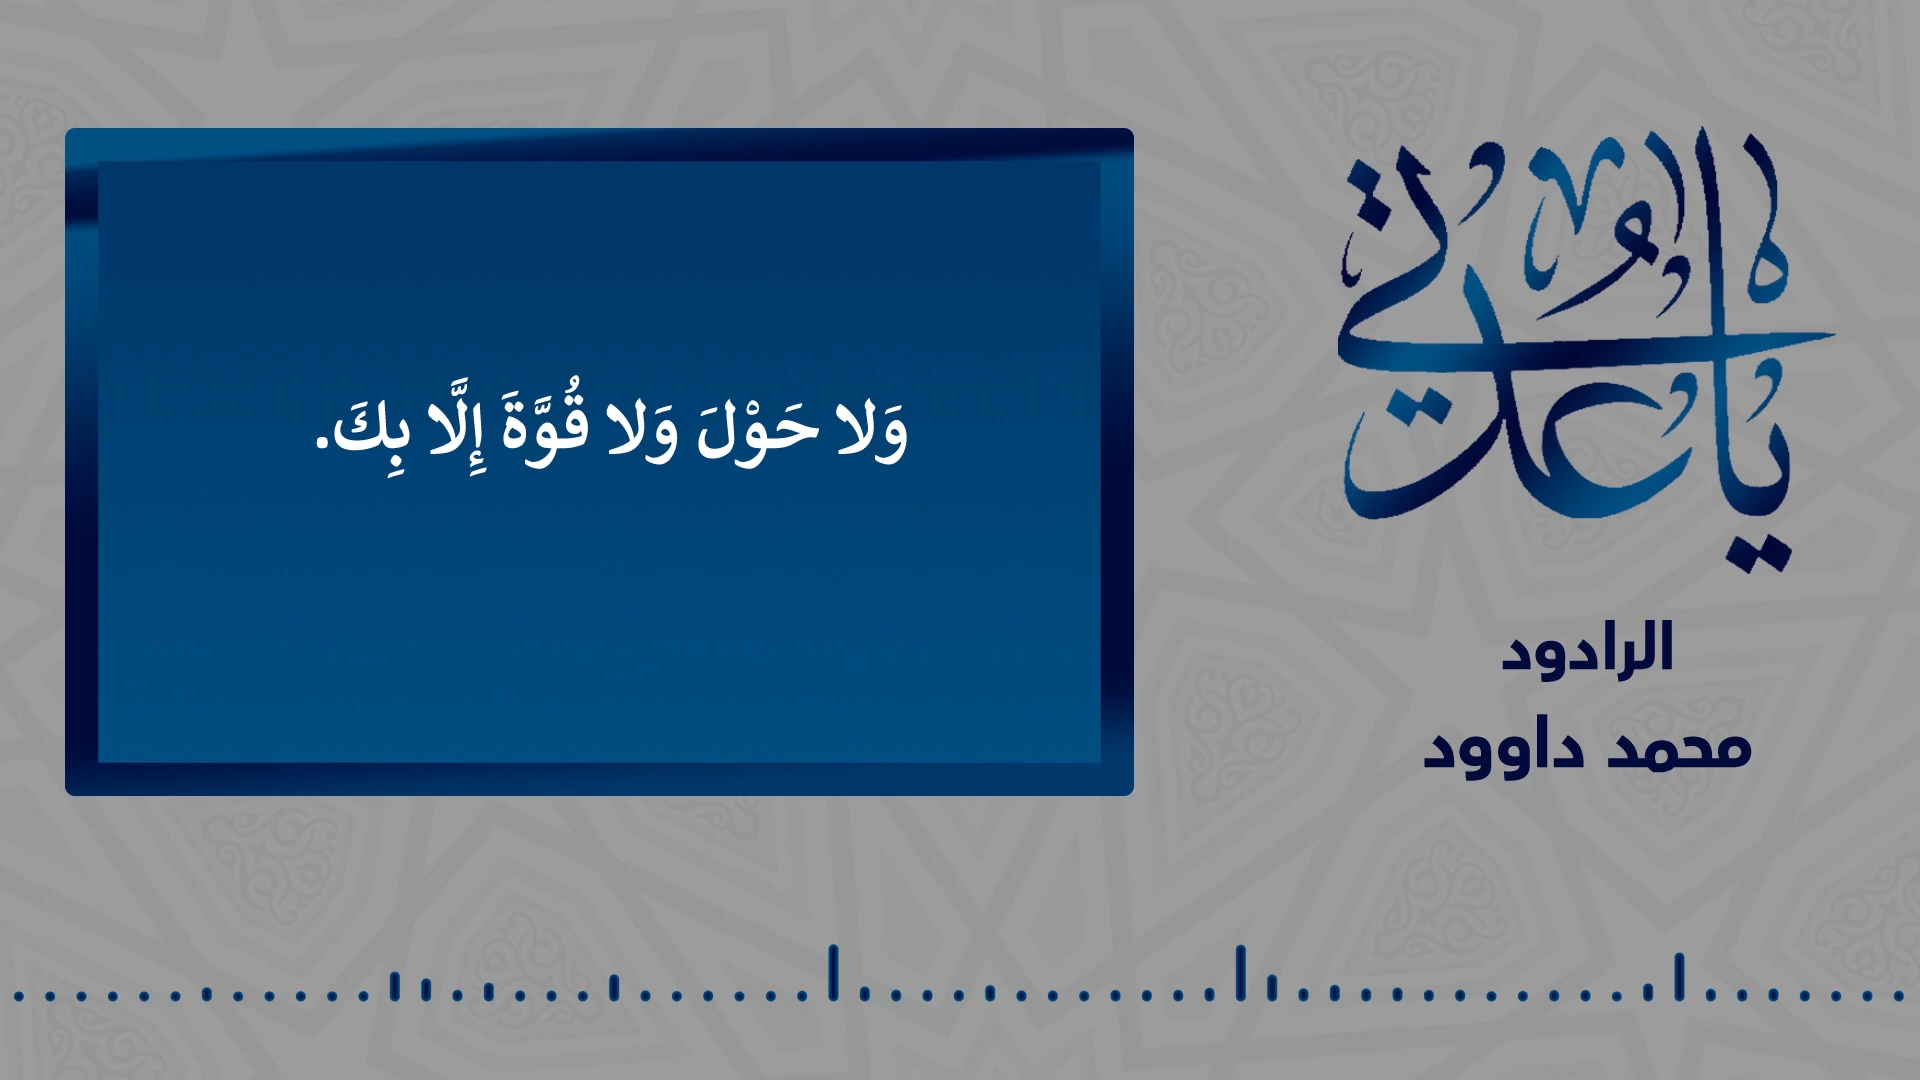 يا عدتي
الرادود
محمد داوود
وَلا حَوْلَ وَلا قُوَّةَ إِلَّا بِكَ.